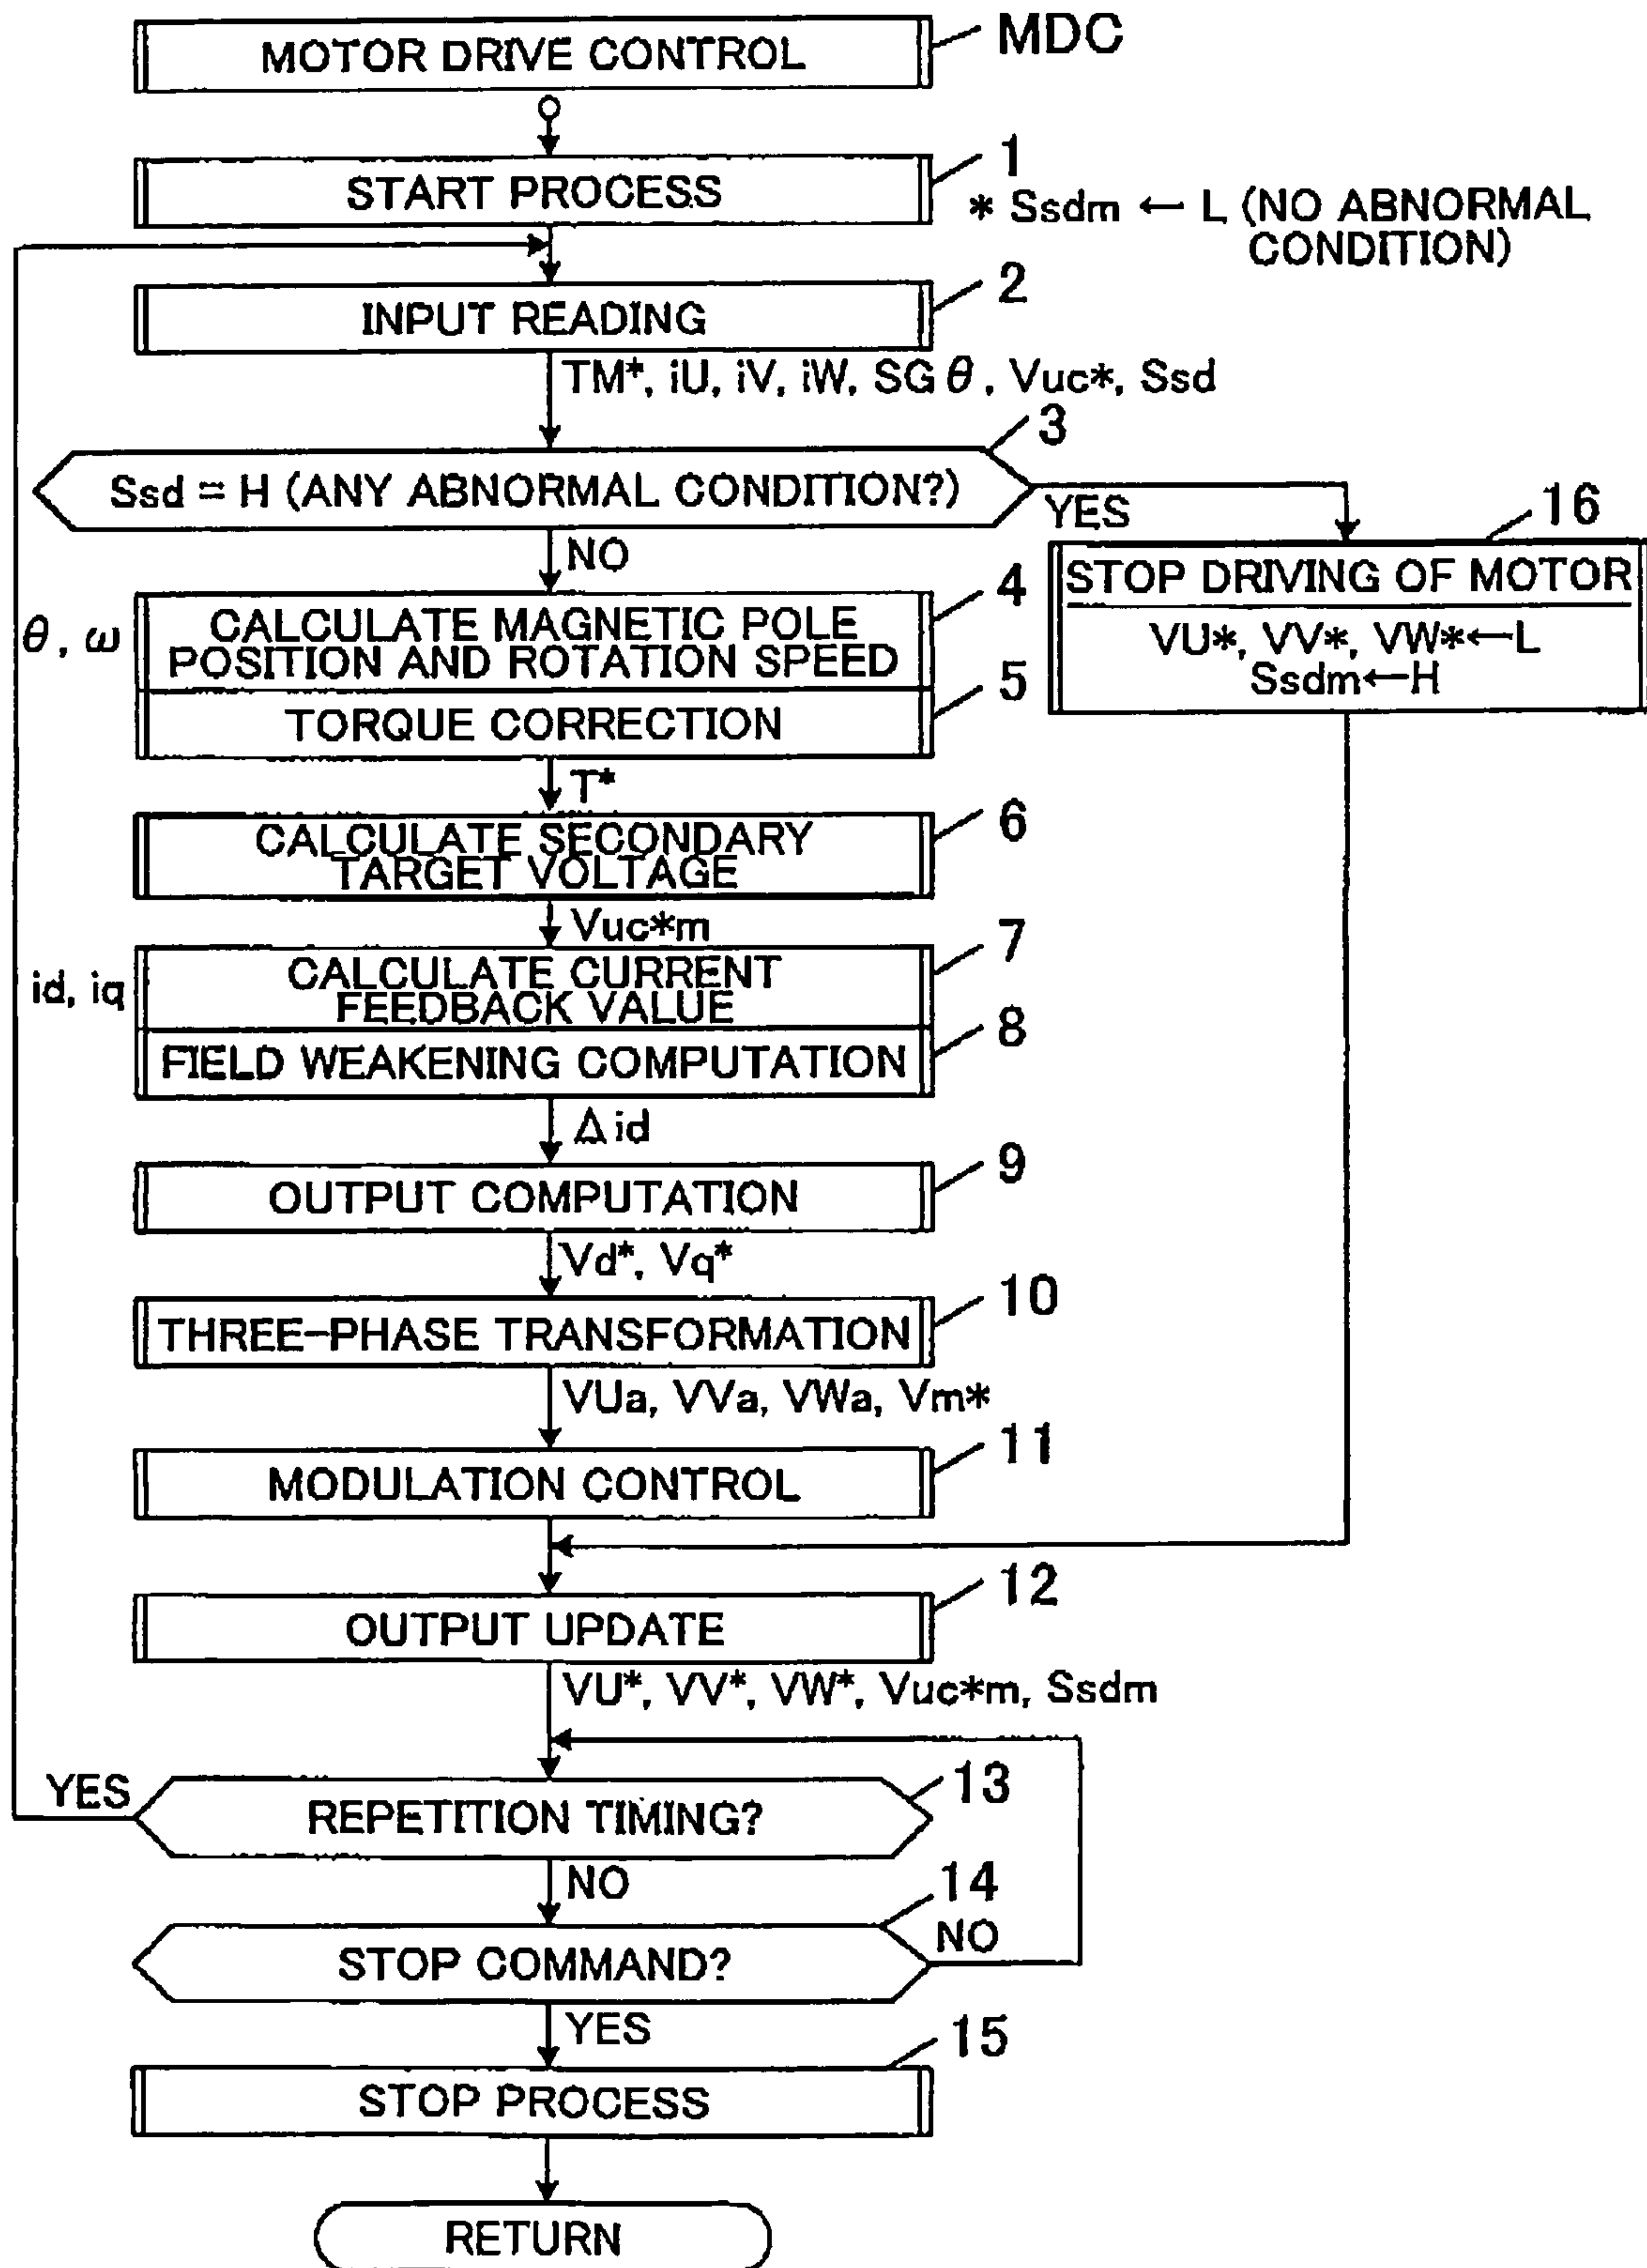 MOTOR DRIVE CONTROL
MDC
START PROCESS
1
* Ssdm ← L (NO ABNORMAL
CONDITION)
INPUT READING
2
TM*, iU, iV, iW, SGθ, Vuc*, Ssd
Ssd = H (ANY ABNORMAL CONDITION?)
3
YES
NO
16
STOP DRIVING OF MOTOR
VU*, VV*, VW*←L
Ssdm←H
θ, ω
CALCULATE MAGNETIC POLE
POSITION AND ROTATION SPEED
4
TORQUE CORRECTION
5
T*
CALCULATE SECONDARY
TARGET VOLTAGE
6
Vuc*m
id, iq
CALCULATE CURRENT
FEEDBACK VALUE
7
FIELD WEAKENING COMPUTATION
8
Δid
OUTPUT COMPUTATION
9
Vd*, Vq*
THREE-PHASE TRANSFORMATION
10
VUa, VVa, VWa, Vm*
MODULATION CONTROL
11
OUTPUT UPDATE
12
VU*, VV*, VW*, Vuc*m, Ssdm
YES
REPETITION TIMING?
13
NO
STOP COMMAND?
14
NO
YES
STOP PROCESS
15
RETURN